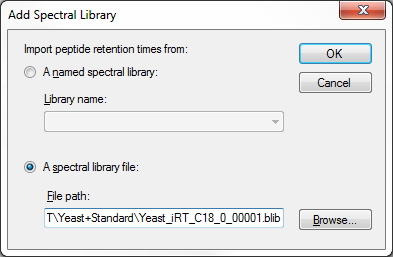 Add Spectral Library
Import peptide retention times from:
OK
A named spectral library:
Cancel
Library name:
A spectral library file:
File path:
T\Yeast+Standard\Yeast_iRT_C18_0_00001.blib
Browse...